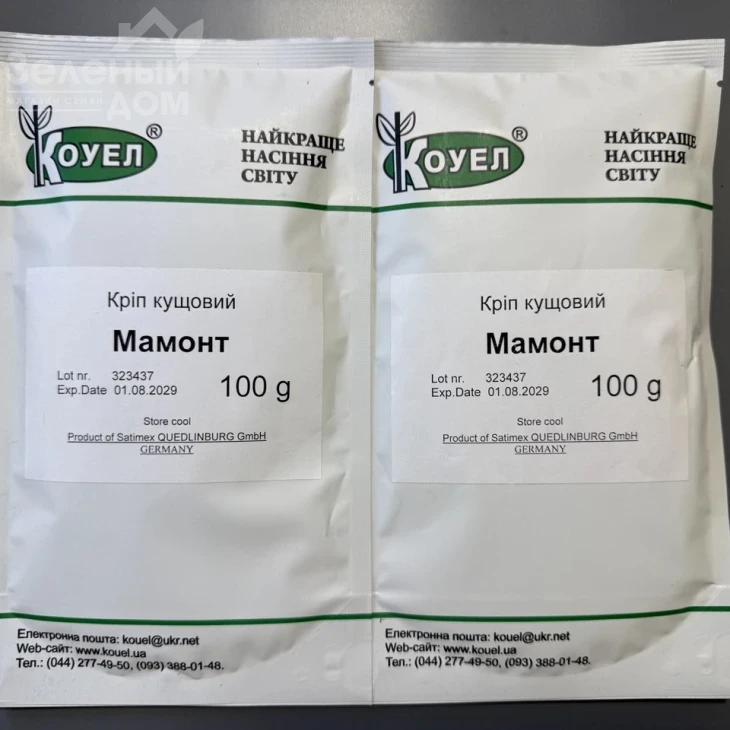 Зеленый
магазин семян
ДОМ
КОУЕЛ®
НАЙКРАЩЕ
НАСІННЯ
СВІТУ
Кріп кущовий
Мамонт
Lot nr. 323437
Exp.Date 01.08.2029
100 g
Store cool
Product of Satimex QUEDLINBURG GmbH
GERMANY
Електронна пошта: kouel@ukr.net
Web-сайт: www.kouel.ua
Тел.: (044) 277-49-50, (093) 388-01-48.
КОУЕЛ®
НАЙКРАЩЕ
НАСІННЯ
СВІТУ
Кріп кущовий
Мамонт
Lot nr. 323437
Exp.Date 01.08.2029
100 g
Store cool
Product of Satimex QUEDLINBURG GmbH
GERMANY
Електронна пошта: kouel@ukr.net
Web-сайт: www.kouel.ua
Тел.: (044) 277-49-50, (093) 388-01-48.